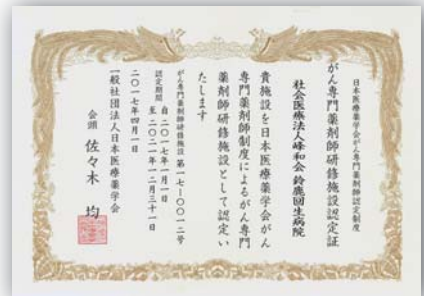 日本医療薬学会がん専門薬剤師認定制度
がん専門薬剤師研修施設認定証
社会医療法人峰和会 鈴鹿回生病院
貴施設を日本医療薬学会がん
専門薬剤師制度によるがん専門
薬剤師研修施設として認定い
たします
がん専門薬剤師研修施設 第一七-〇〇一二号
認定期間 自 二〇一七年一月一日
至 二〇二一年十二月三十一日
二〇一七年四月一日
一般社団法人日本医療薬学会
会頭 佐々木 均